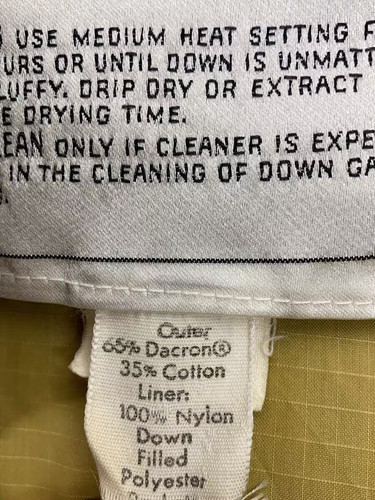 USE MEDIUM HEAT SETTING F
URS OR UNTIL DOWN IS UNMATT
LUFFY. DRIP DRY OR EXTRACT
E DRYING TIME.
EAN ONLY IF CLEANER IS EXPE
IN THE CLEANING OF DOWN GA
Outer
65% Dacron®
35% Cotton
Liner:
100% Nylon
Down
Filled
Polyester